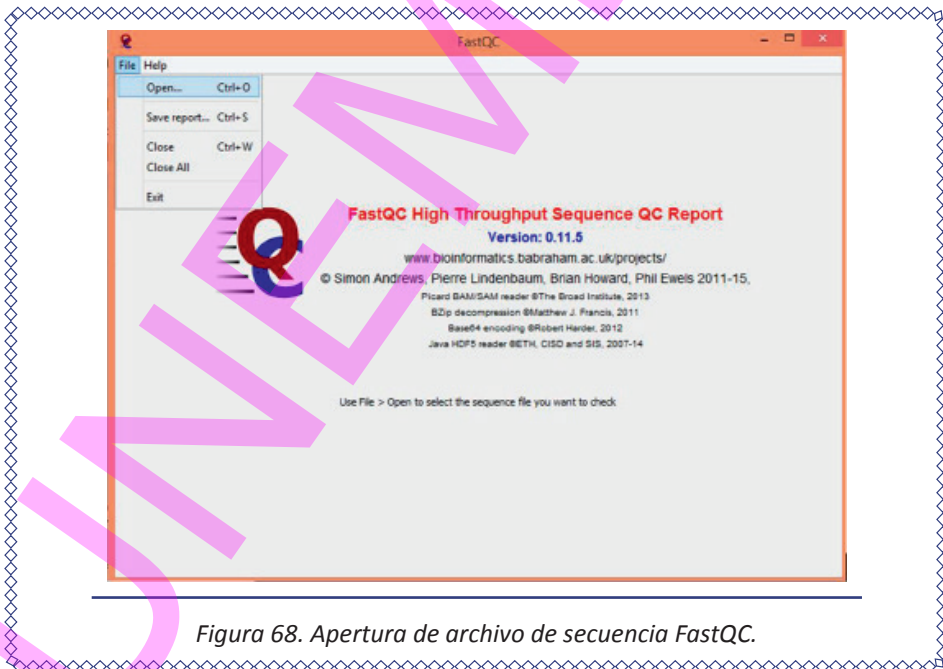 FastQC
File Help
Open... Ctrl+O
Save report... Ctrl+S
Close Ctrl+W
Close All
Exit
FastQC High Throughput Sequence QC Report
Version: 0.11.5
www.bioinformatics.babraham.ac.uk/projects/
© Simon Andrews, Pierre Lindenbaum, Brian Howard, Phil Ewels 2011-15,
Picard BAM/SAM reader ©The Broad Institute, 2013
BZip decompression ©Matthew J. Francis, 2011
Base64 encoding ©Robert Harder, 2012
Java HDF5 reader ©ETH, CISD and SIS, 2007-14
Use File > Open to select the sequence file you want to check
Figura 68. Apertura de archivo de secuencia FastQC.
UNEM